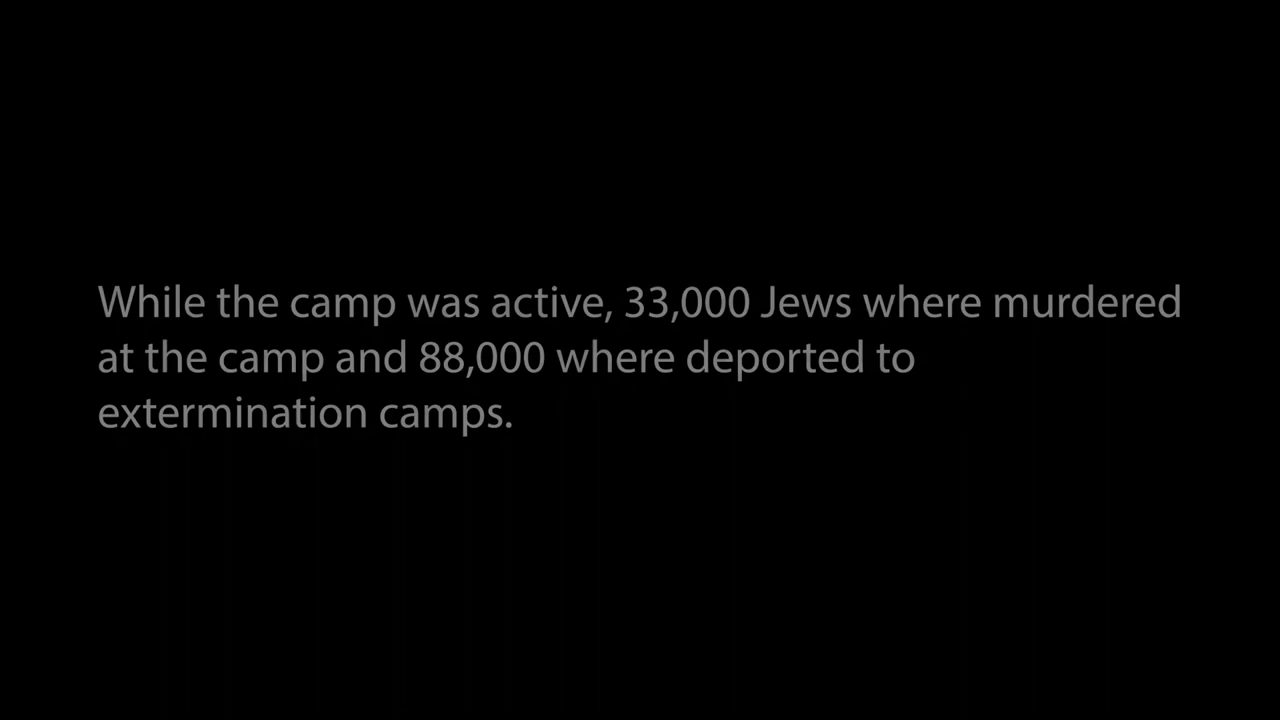 While the camp was active, 33,000 Jews where murdered
at the camp and 88,000 where deported to
extermination camps.